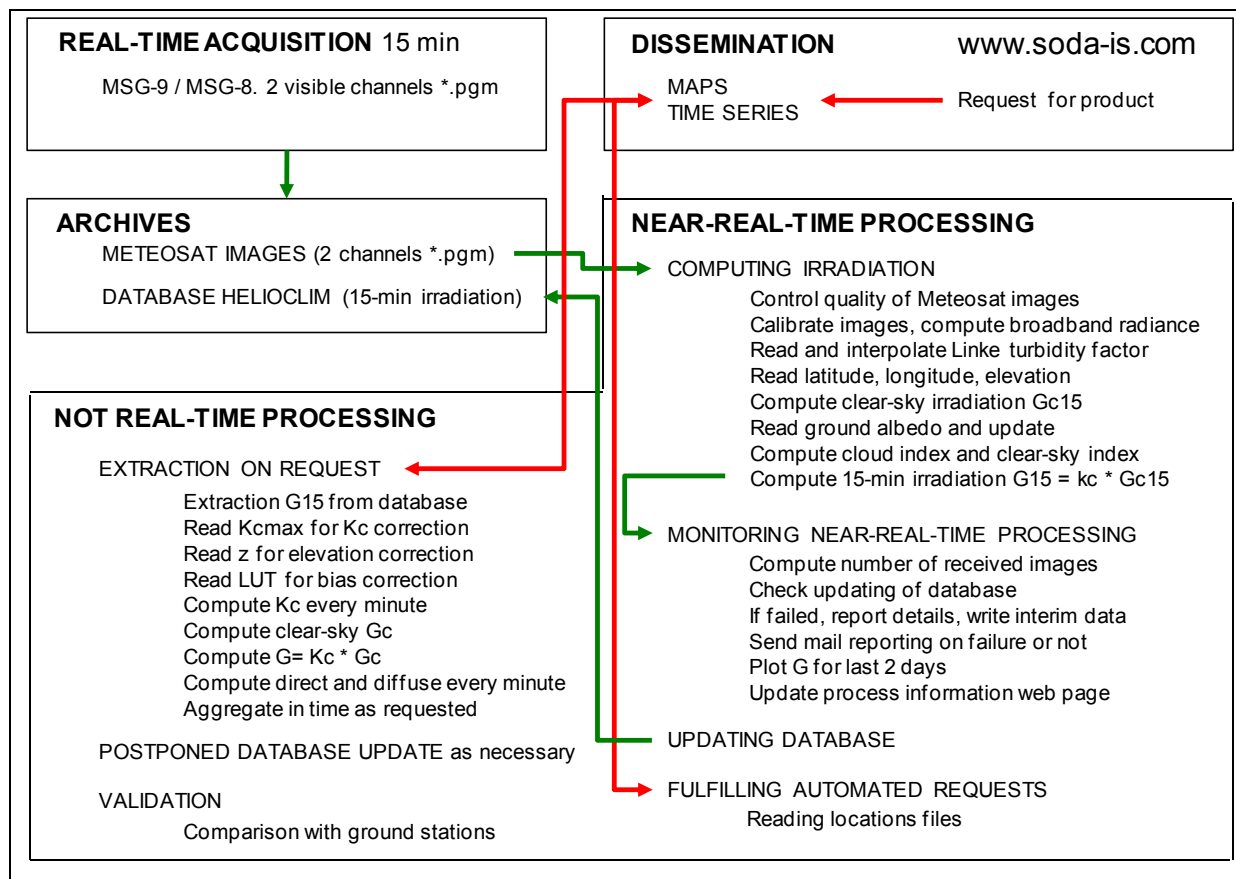 REAL-TIME ACQUISITION 15 min
MSG-9 / MSG-8. 2 visible channels *.pgm
DISSEMINATION www.soda-is.com
MAPS
TIME SERIES
Request for product
ARCHIVES
METEOSAT IMAGES (2 channels *.pgm)
DATABASE HELIOCLIM (15-min irradiation)
NEAR-REAL-TIME PROCESSING
COMPUTING IRRADIATION
Control quality of Meteosat images
Calibrate images, compute broadband radiance
Read and interpolate Linke turbidity factor
Read latitude, longitude, elevation
Compute clear-sky irradiation Gc15
Read ground albedo and update
Compute cloud index and clear-sky index
Compute 15-min irradiation G15 = kc * Gc15
MONITORING NEAR-REAL-TIME PROCESSING
Compute number of received images
Check updating of database
If failed, report details, write interim data
Send mail reporting on failure or not
Plot G for last 2 days
Update process information web page
UPDATING DATABASE
FULFILLING AUTOMATED REQUESTS
Reading locations files
NOT REAL-TIME PROCESSING
EXTRACTION ON REQUEST
Extraction G15 from database
Read Kcmax for Kc correction
Read z for elevation correction
Read LUT for bias correction
Compute Kc every minute
Compute clear-sky Gc
Compute G= Kc * Gc
Compute direct and diffuse every minute
Aggregate in time as requested
POSTPONED DATABASE UPDATE as necessary
VALIDATION
Comparison with ground stations